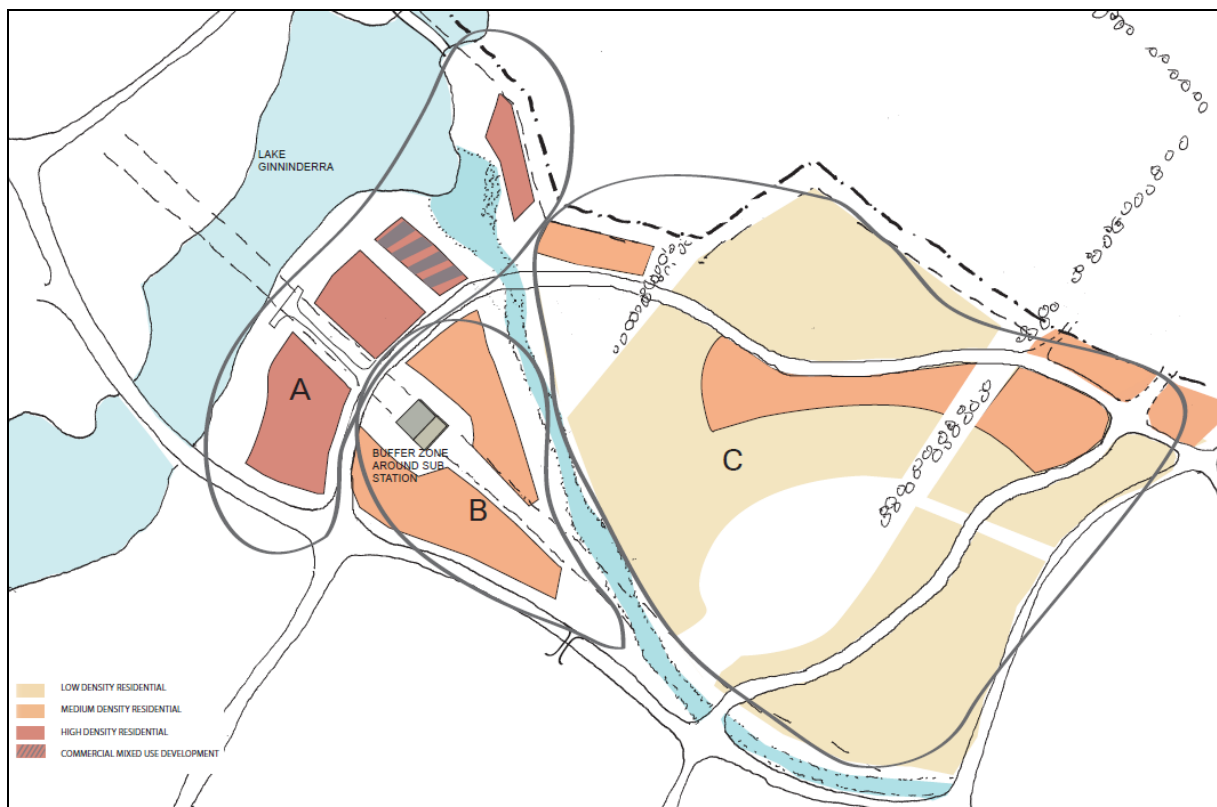 LAKE
GINNINDERRA
A
BUFFER ZONE
AROUND SUB
STATION
B
C
LOW DENSITY RESIDENTIAL
MEDIUM DENSITY RESIDENTIAL
HIGH DENSITY RESIDENTIAL
COMMERCIAL MIXED USE DEVELOPMENT